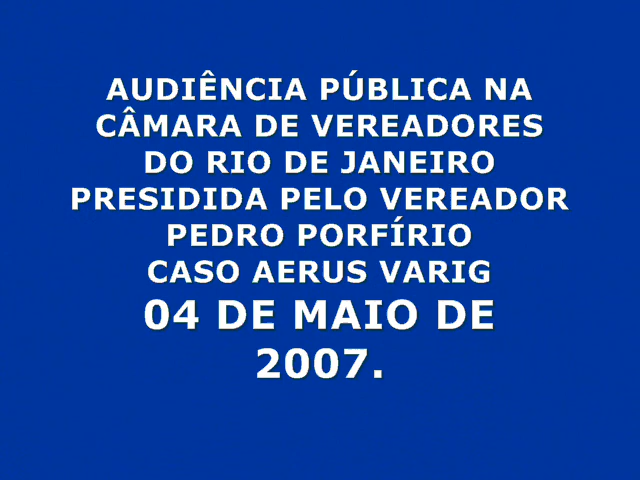 AUDIÊNCIA PÚBLICA NA
CÂMARA DE VEREADORES
DO RIO DE JANEIRO
PRESIDIDA PELO VEREADOR
PEDRO PORFÍRIO
CASO AERUS VARIG
04 DE MAIO DE
2007.